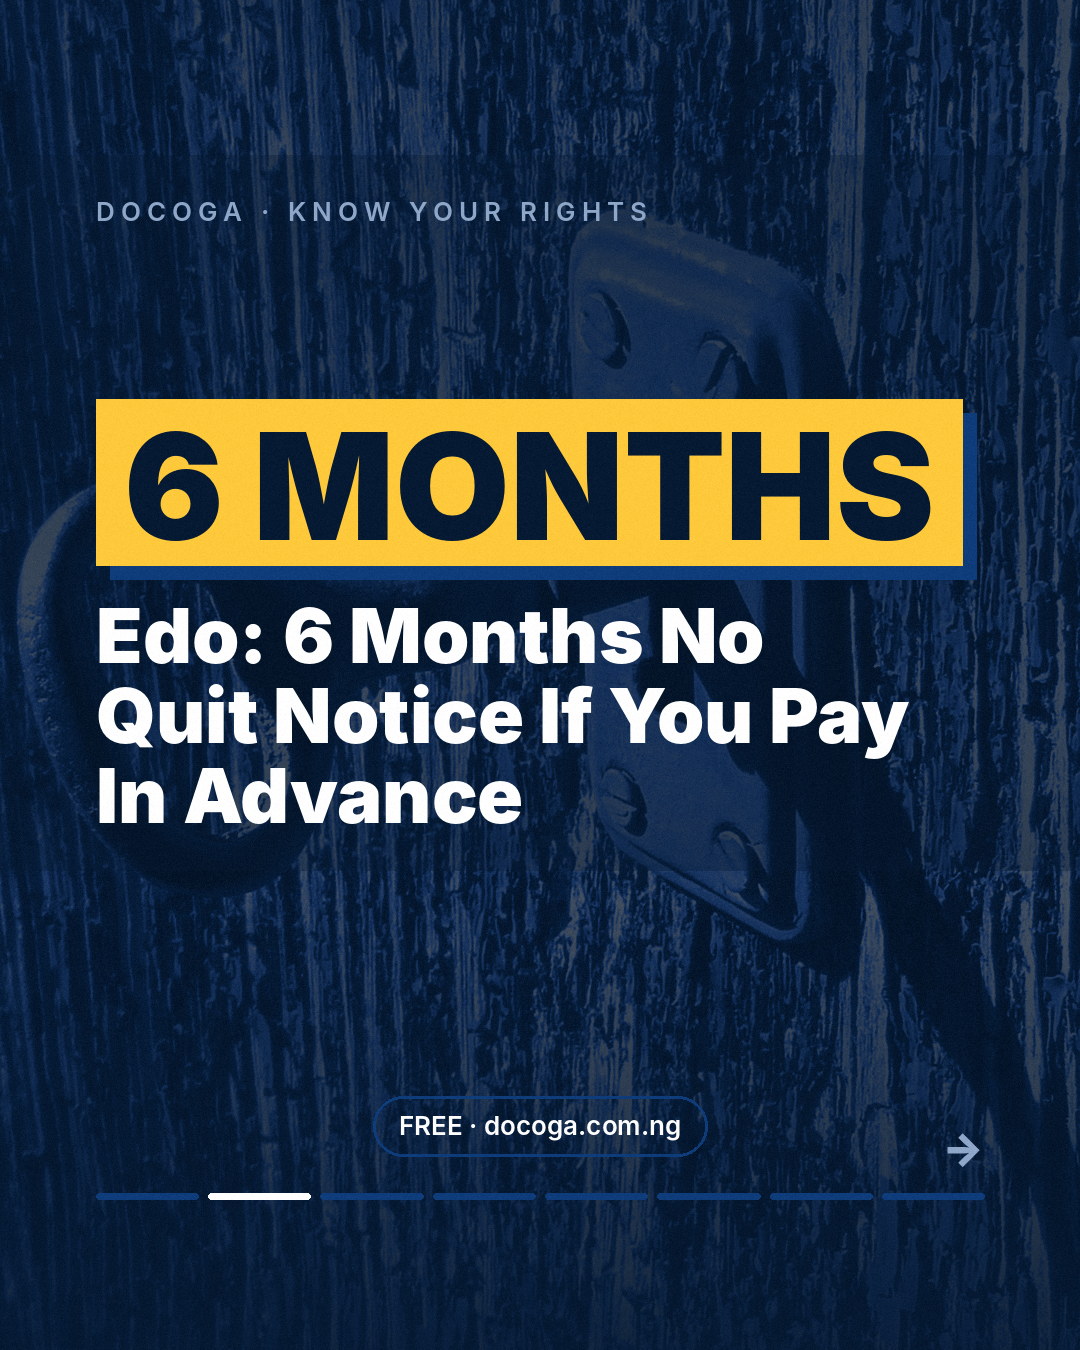 DOCOGA · KNOW YOUR RIGHTS
6 MONTHS
Edo: 6 Months No
Quit Notice If You Pay
In Advance
FREE · docoga.com.ng
→